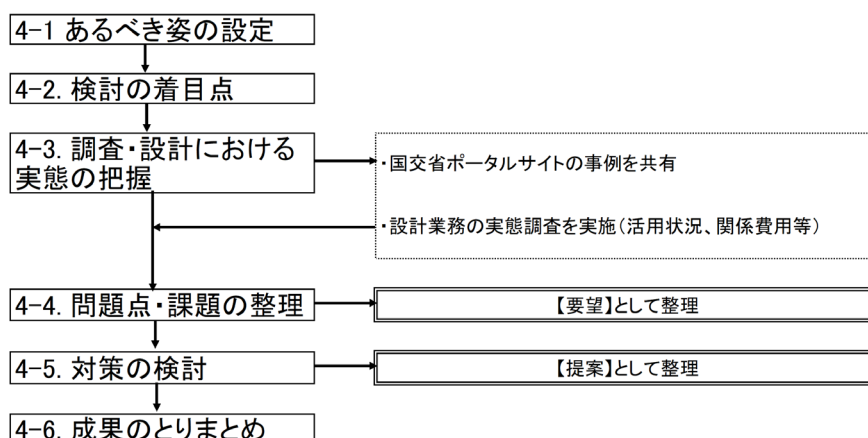 4-1 あるべき姿の設定
4-2. 検討の着目点
4-3. 調査・設計における
実態の把握
・国交省ポータルサイトの事例を共有
・設計業務の実態調査を実施(活用状況、関係費用等)
4-4. 問題点・課題の整理
【要望】として整理
4-5. 対策の検討
【提案】として整理
4-6. 成果のとりまとめ